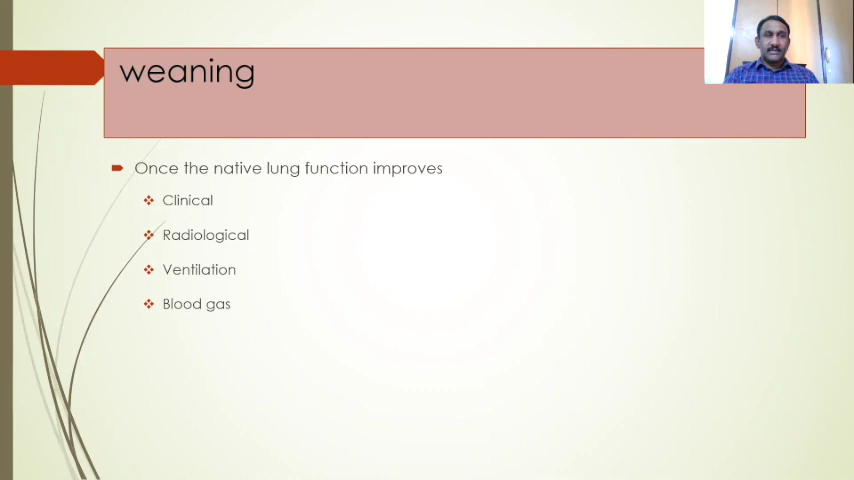 weaning
Once the native lung function improves
Clinical
Radiological
Ventilation
Blood gas